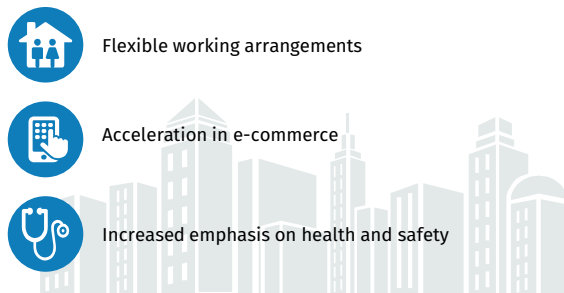 Flexible working arrangements
Acceleration in e-commerce
Increased emphasis on health and safety